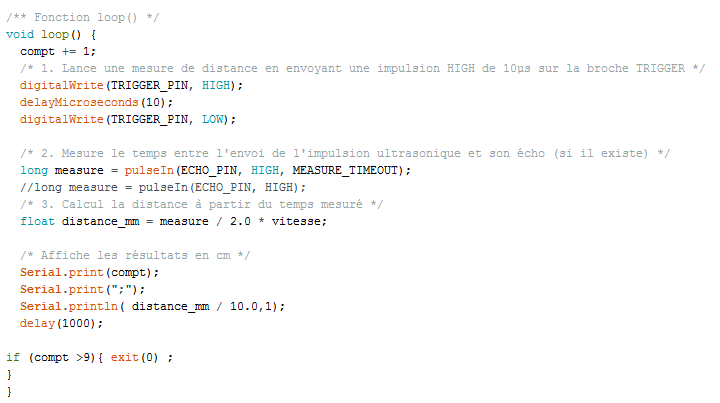 /** Fonction loop() */
void loop() {
  compt += 1;
  /* 1. Lance une mesure de distance en envoyant une impulsion HIGH de 10µs sur la broche TRIGGER */
  digitalWrite(TRIGGER_PIN, HIGH);
  delayMicroseconds(10);
  digitalWrite(TRIGGER_PIN, LOW);

  /* 2. Mesure le temps entre l'envoi de l'impulsion ultrasonique et son écho (si il existe) */
  long measure = pulseIn(ECHO_PIN, HIGH, MEASURE_TIMEOUT);
  //long measure = pulseIn(ECHO_PIN, HIGH);
  /* 3. Calcul la distance à partir du temps mesuré */
  float distance_mm = measure / 2.0 * vitesse;

  /* Affiche les résultats en cm */
  Serial.print(compt);
  Serial.print(";");
  Serial.println( distance_mm / 10.0,1);
  delay(1000);

if (compt >9){ exit(0) ;
}
}